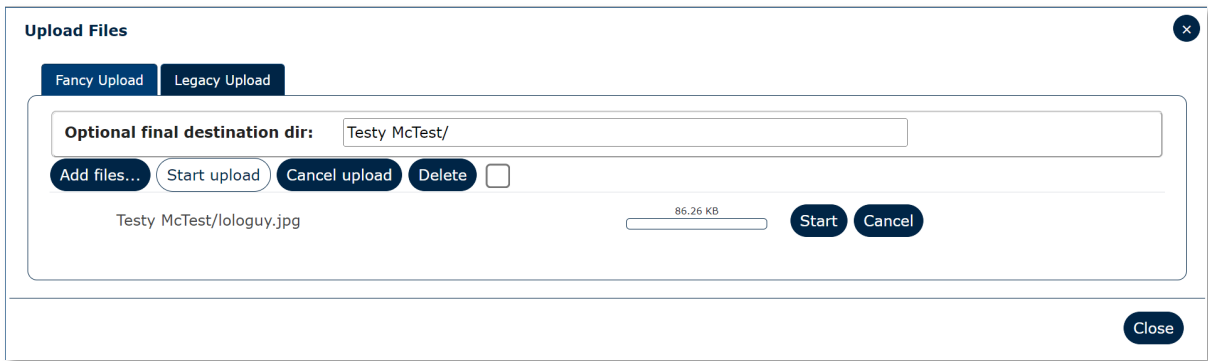 Upload Files
×
Fancy Upload Legacy Upload
Optional final destination dir: Testy McTest/
Add files... Start upload Cancel upload Delete
Testy McTest/lologuy.jpg 86.26 KB Start Cancel
Close